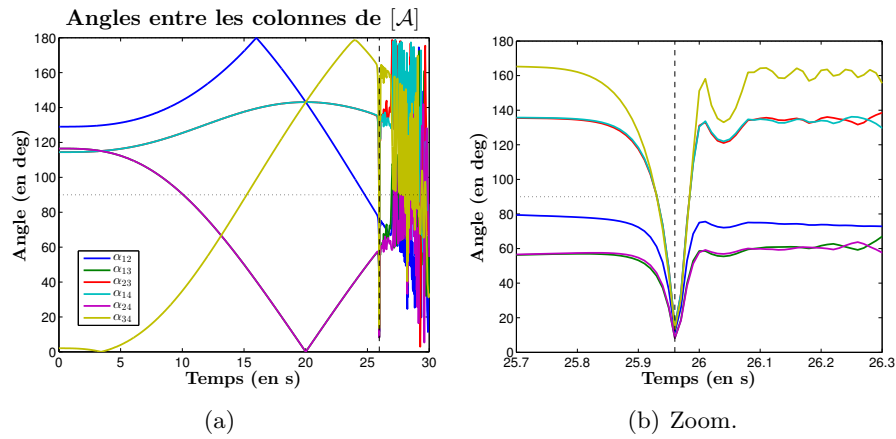 Angles entre les colonnes de [𝒜]
180
160
140
120
100
80
60
40
20
0
Angle (en deg)
α12
α13
α23
α14
α24
α34
0 5 10 15 20 25 30
Temps (en s)
(a)
180
160
140
120
100
80
60
40
20
0
Angle (en deg)
25.7 25.8 25.9 26 26.1 26.2 26.3
Temps (en s)
(b) Zoom.